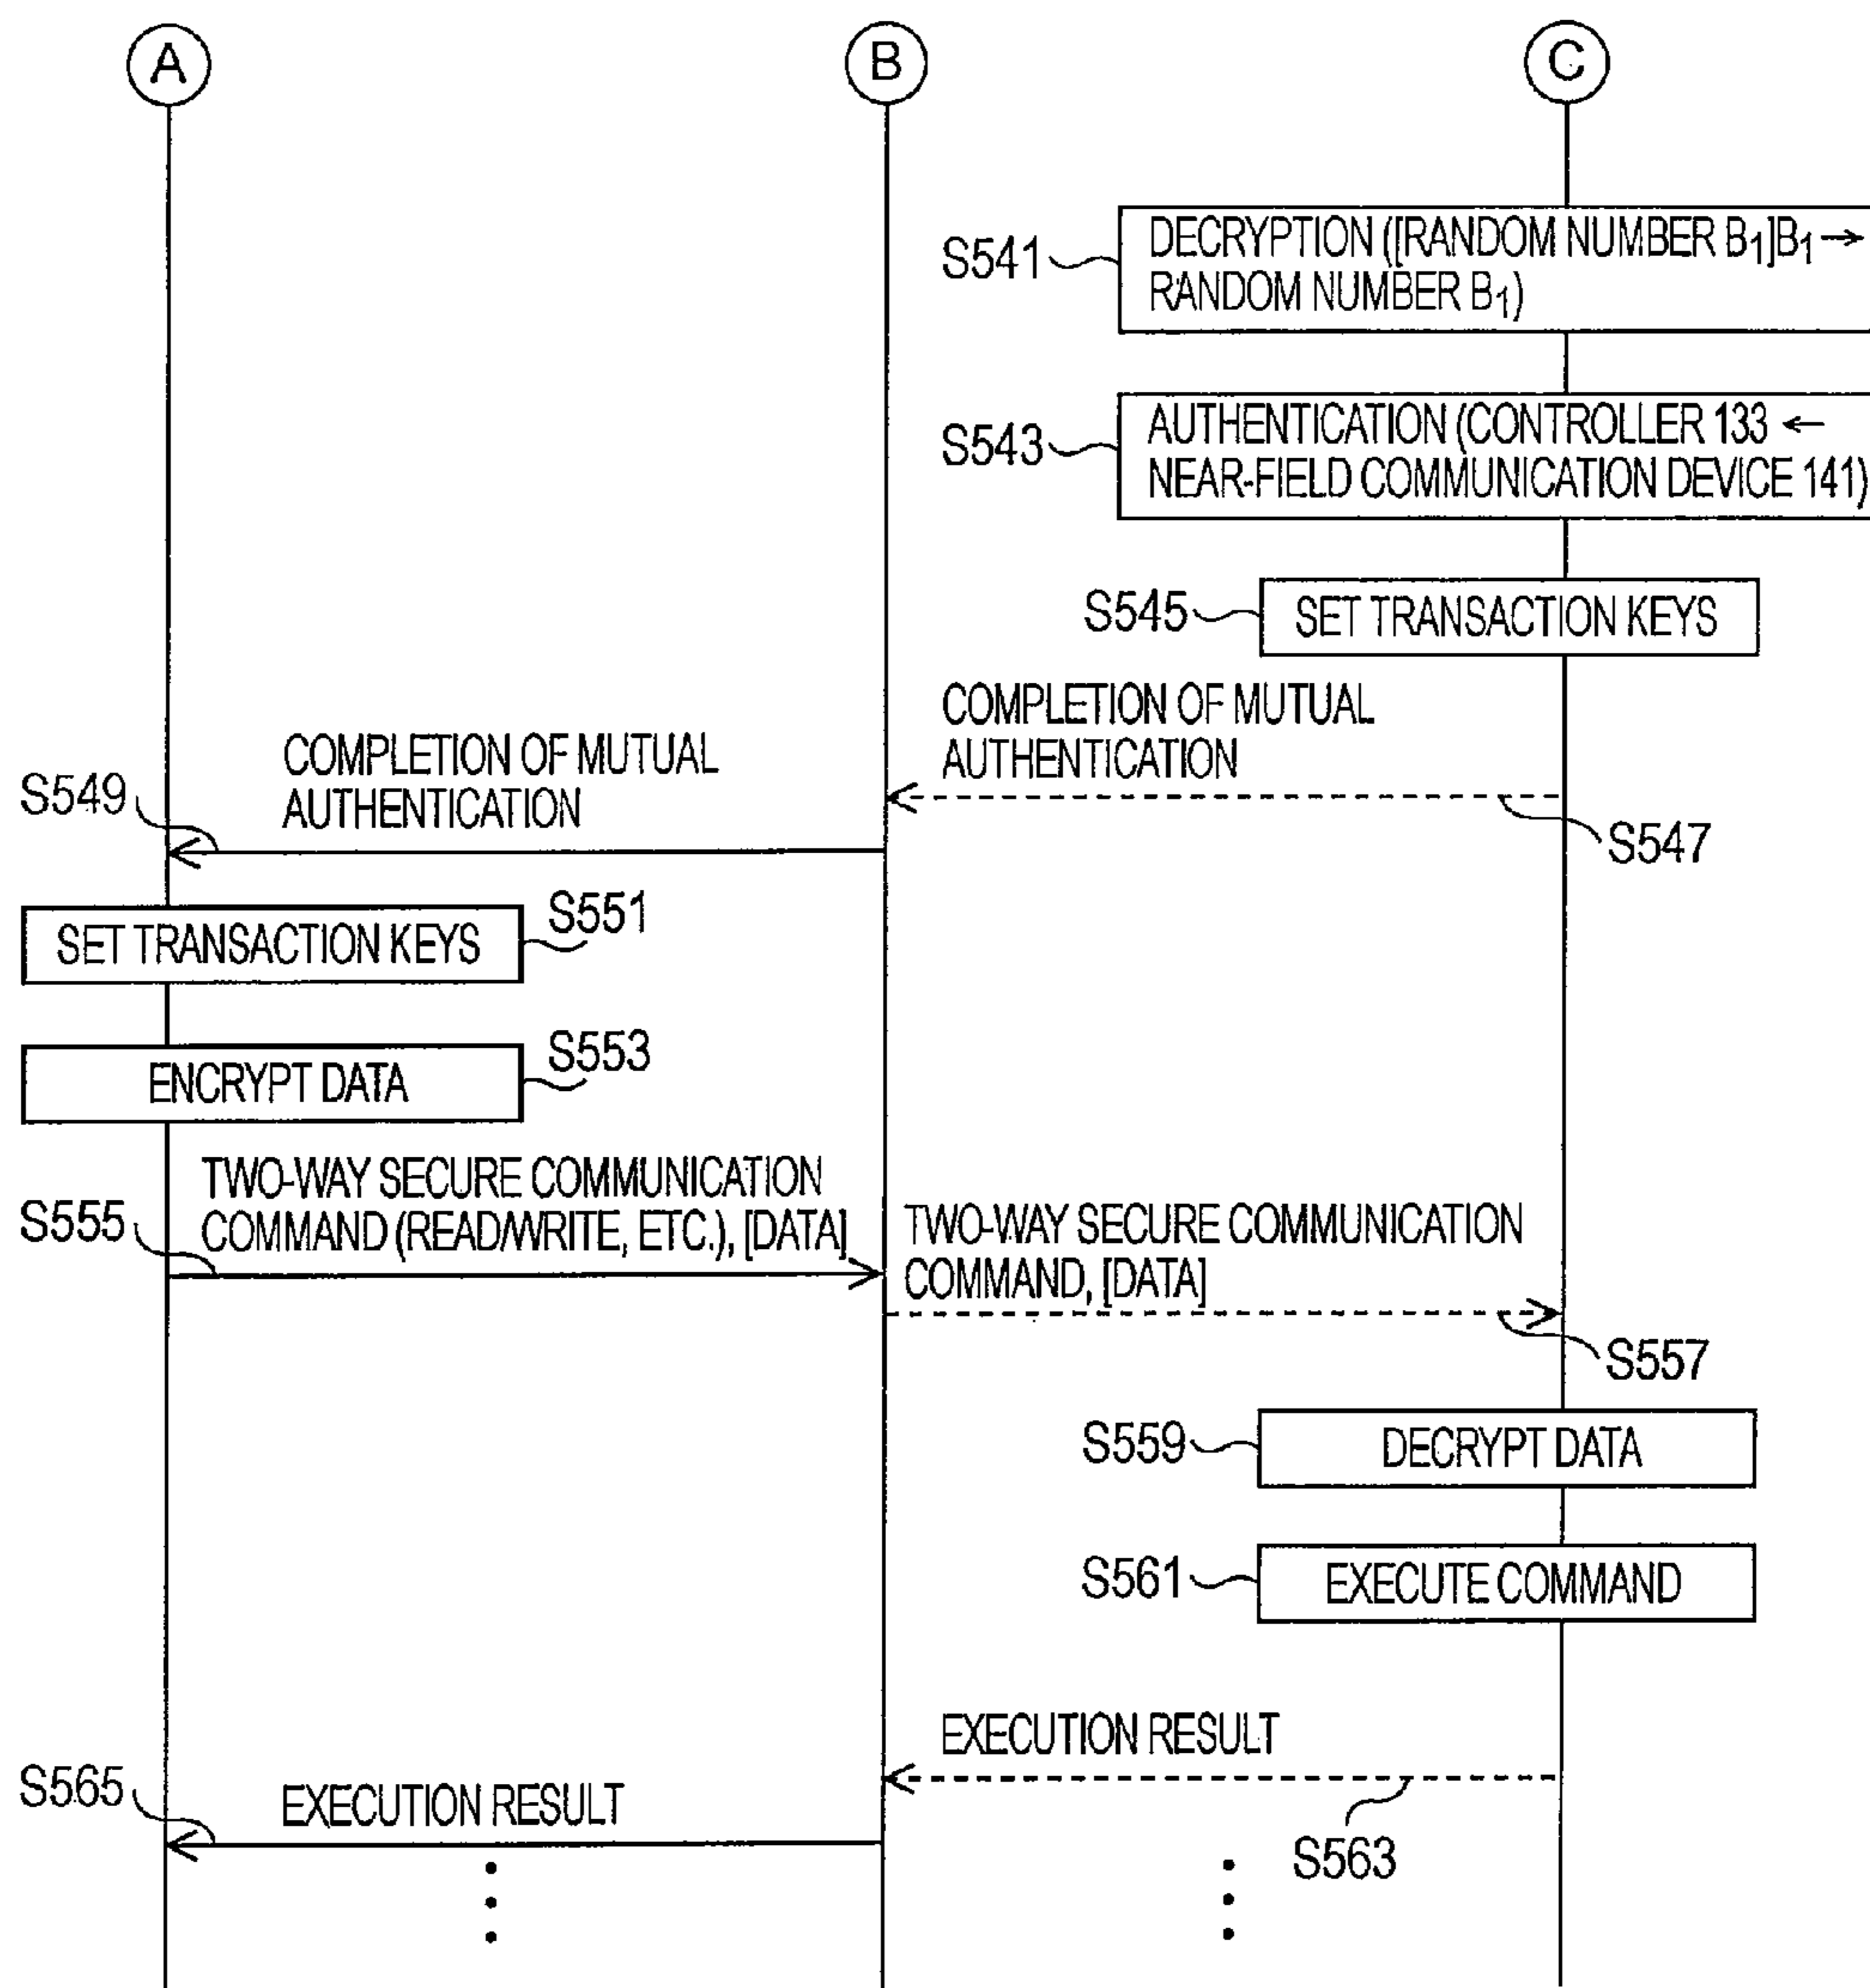 A
B
C
S541
DECRYPTION ([RANDOM NUMBER B1]B1 →
RANDOM NUMBER B1)
S543
AUTHENTICATION (CONTROLLER 133 ←
NEAR-FIELD COMMUNICATION DEVICE 141)
S545
SET TRANSACTION KEYS
COMPLETION OF MUTUAL
AUTHENTICATION
S547
COMPLETION OF MUTUAL
AUTHENTICATION
S549
SET TRANSACTION KEYS
S551
ENCRYPT DATA
S553
TWO-WAY SECURE COMMUNICATION
COMMAND (READ/WRITE, ETC.), [DATA]
S555
TWO-WAY SECURE COMMUNICATION
COMMAND, [DATA]
S557
S559
DECRYPT DATA
S561
EXECUTE COMMAND
EXECUTION RESULT
S563
S565
EXECUTION RESULT